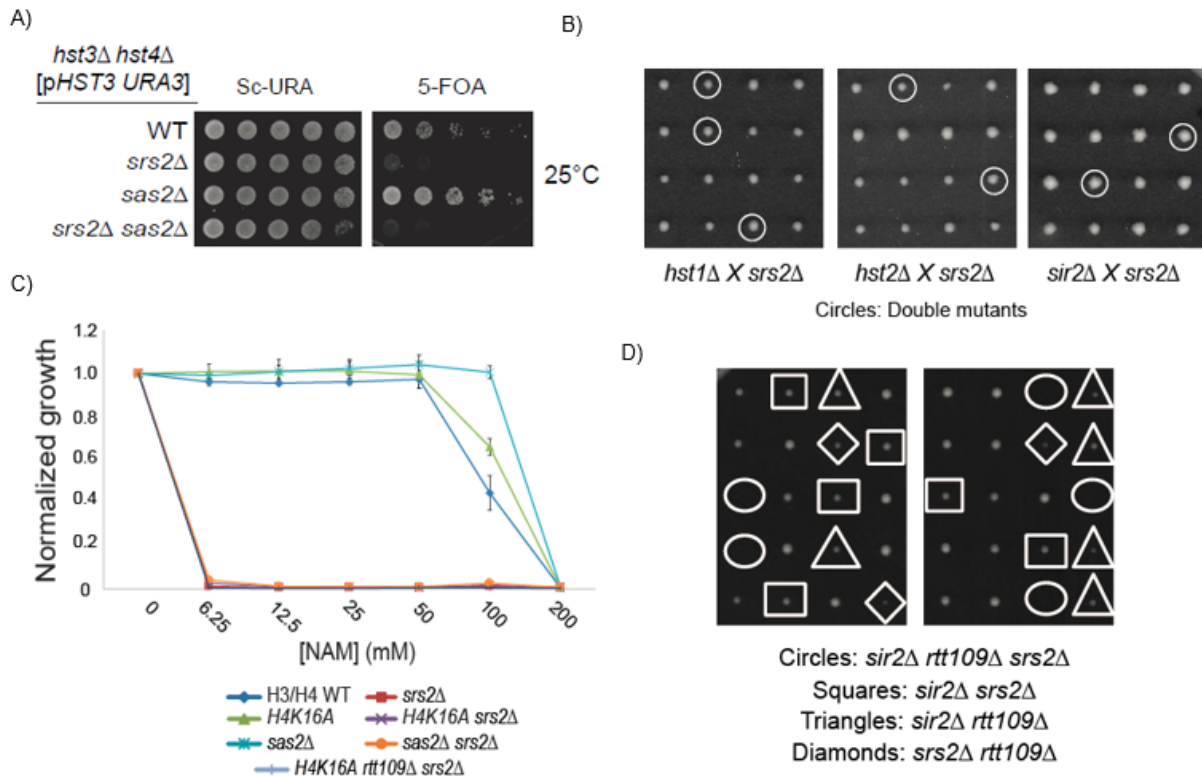 A)
hst3Δ hst4Δ
[pHST3 URA3]
Sc-URA
5-FOA
WT
srs2Δ
sas2Δ
srs2Δ sas2Δ
25°C
B)
hst1Δ X srs2Δ
hst2Δ X srs2Δ
sir2Δ X srs2Δ
Circles: Double mutants
C)
Normalized growth
1.2
1.0
0.8
0.6
0.4
0.2
0
0
6.25
12.5
25
50
100
200
[NAM] (mM)
H3/H4 WT
srs2Δ
H4K16A
H4K16A srs2Δ
sas2Δ
sas2Δ srs2Δ
H4K16A rtt109Δ srs2Δ
D)
Circles: sir2Δ rtt109Δ srs2Δ
Squares: sir2Δ srs2Δ
Triangles: sir2Δ rtt109Δ
Diamonds: srs2Δ rtt109Δ